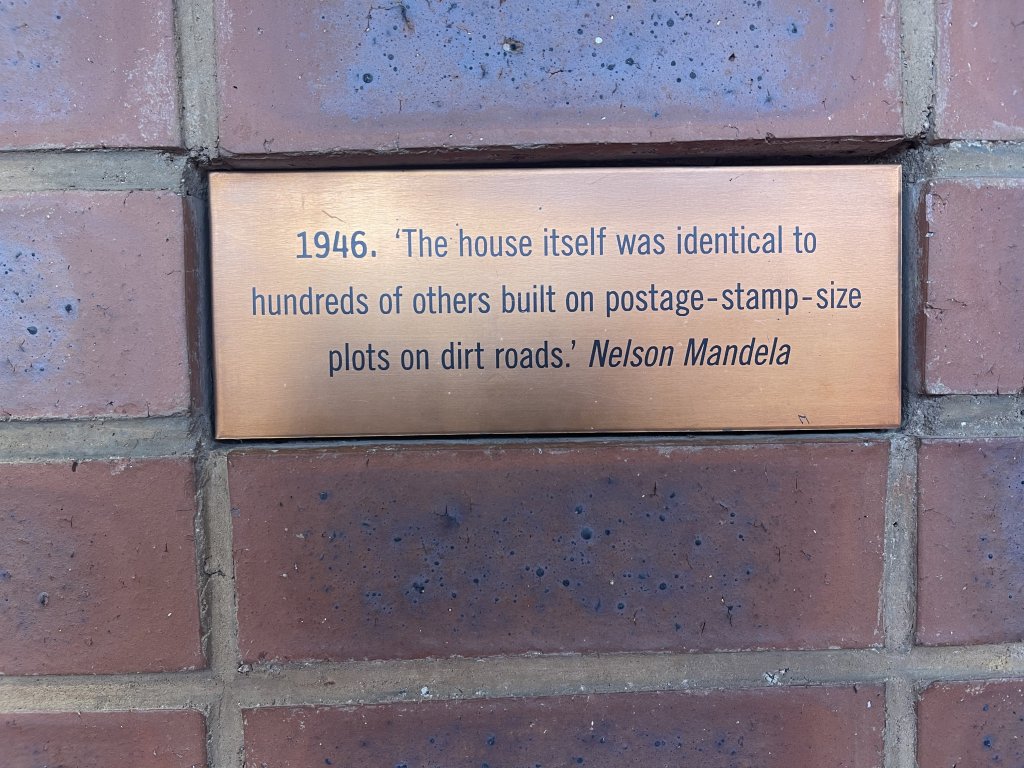 1946. ‘The house itself was identical to
hundreds of others built on postage-stamp-size
plots on dirt roads.’ Nelson Mandela